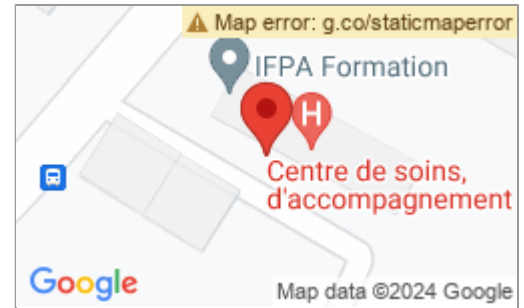 Map error: g.co/staticmaperror
IFPA Formation
H
Centre de soins,
d'accompagnement
Google
Map data ©2024 Google